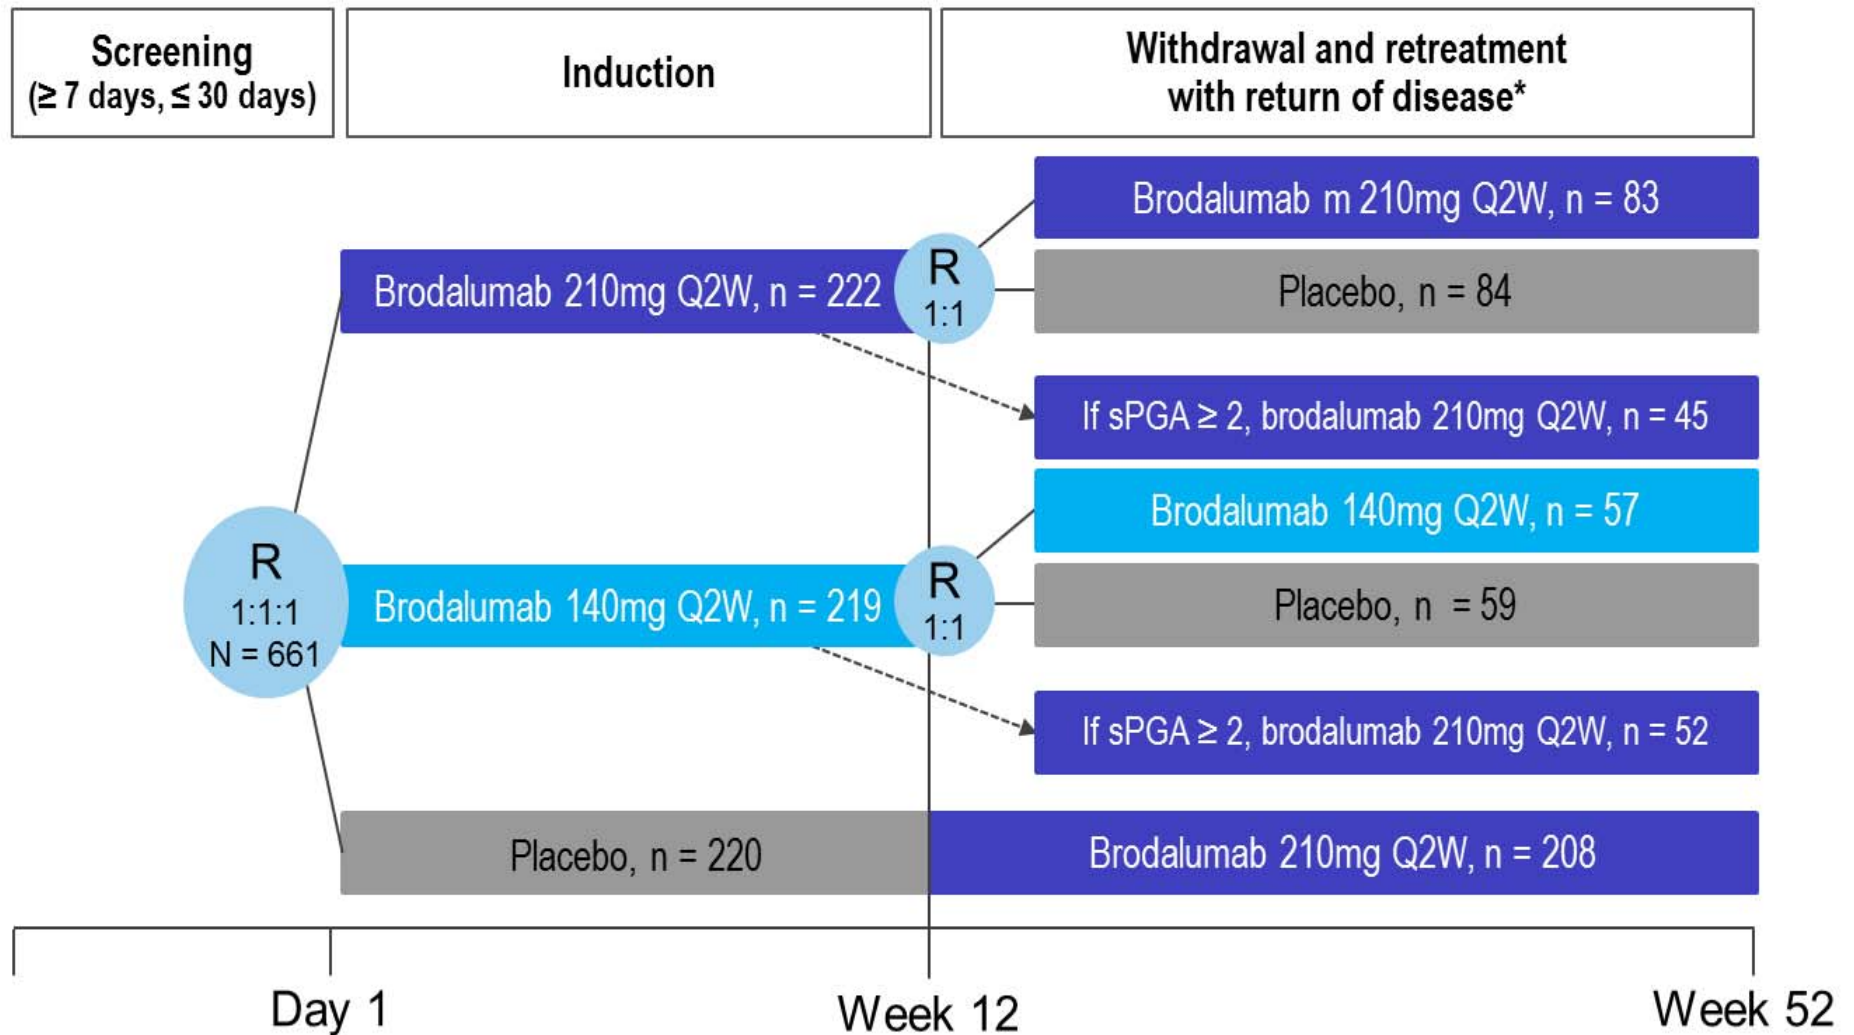 Screening
(≥ 7 days, ≤ 30 days)
Induction
Withdrawal and retreatment
with return of disease*
Brodalumab m 210mg Q2W, n = 83
Brodalumab 210mg Q2W, n = 222
R
1:1
Placebo, n = 84
If sPGA ≥ 2, brodalumab 210mg Q2W, n = 45
Brodalumab 140mg Q2W, n = 57
R
1:1:1
N = 661
Brodalumab 140mg Q2W, n = 219
R
1:1
Placebo, n = 59
If sPGA ≥ 2, brodalumab 210mg Q2W, n = 52
Placebo, n = 220
Brodalumab 210mg Q2W, n = 208
Day 1
Week 12
Week 52